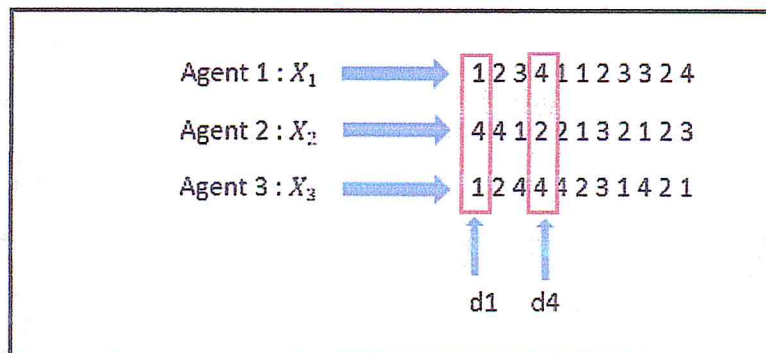 Agent 1 : X₁ 1 2 3 4 1 1 2 3 3 2 4
Agent 2 : X₂ 4 4 1 2 2 1 3 2 1 2 3
Agent 3 : X₃ 1 2 4 4 4 2 3 1 4 2 1
d1 d4